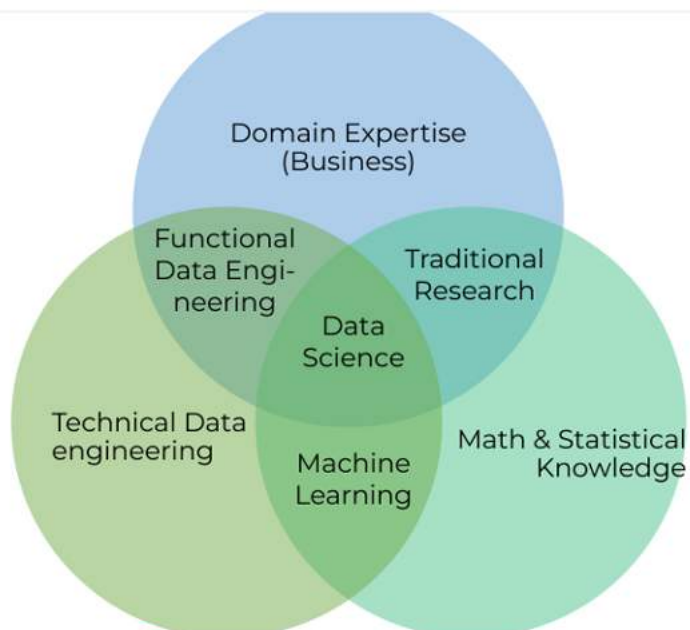 Domain Expertise
(Business)
Functional
Data Engi-
neering
Traditional
Research
Data
Science
Technical Data
engineering
Math & Statistical
Knowledge
Machine
Learning